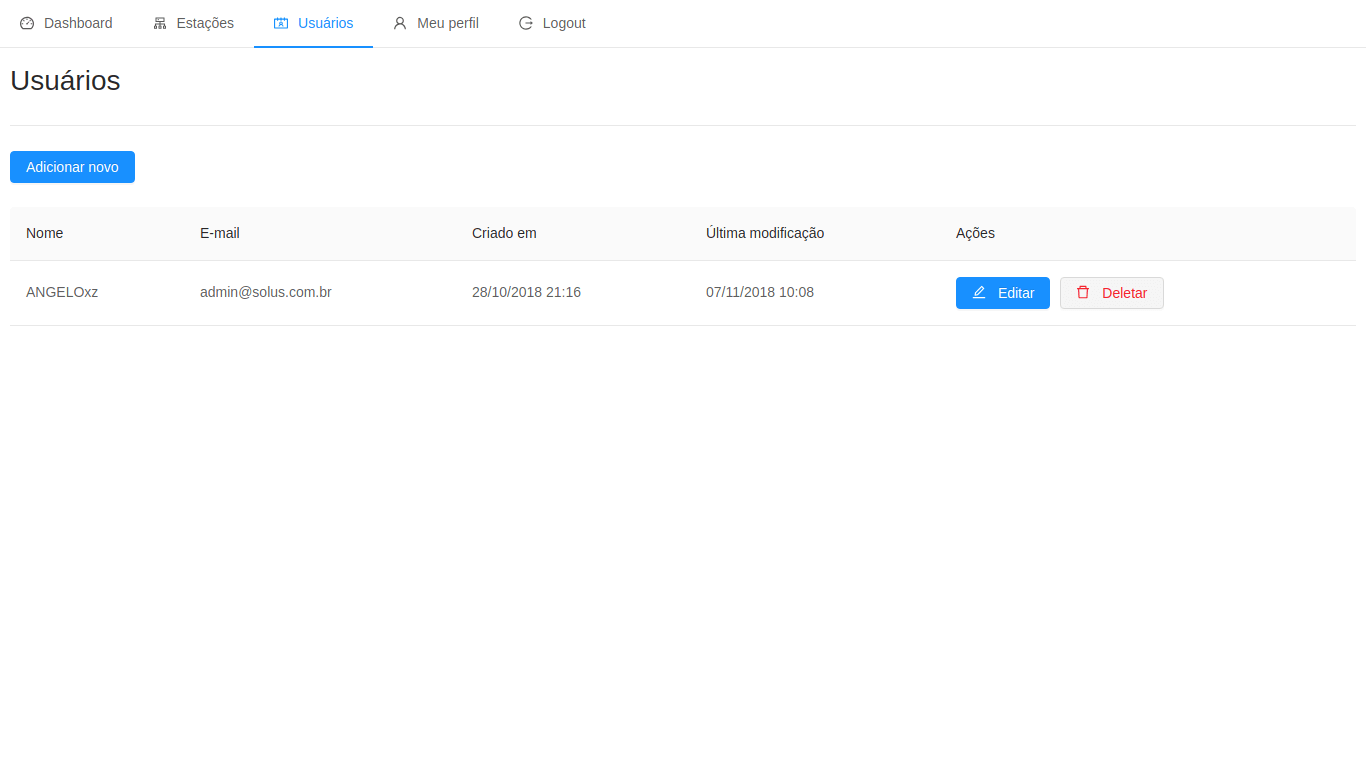 Dashboard Estações Usuários Meu perfil Logout
Usuários
Adicionar novo
Nome E-mail Criado em Última modificação Ações
ANGELOxz admin@solus.com.br 28/10/2018 21:16 07/11/2018 10:08 Editar Deletar